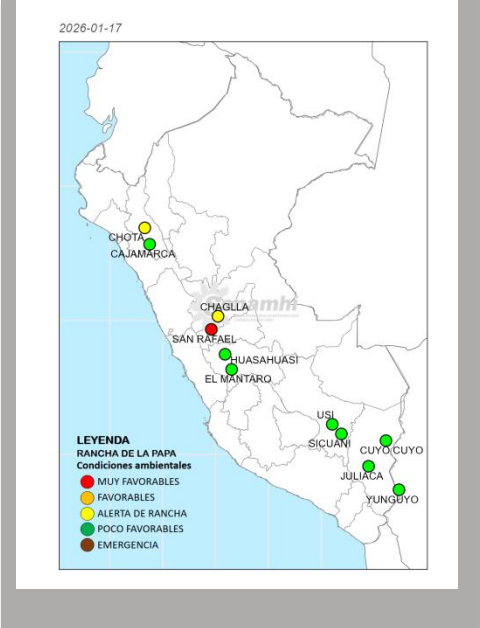 2026-01-17
CHOTA
CAJAMARCA
senamhi
CHAGLLA
SAN RAFAEL
HUASAHUASI
EL MANTARO
USI
SICUANI
CUYO CUYO
JULIACA
YUNGUYO
LEYENDA
RANCHA DE LA PAPA
Condiciones ambientales
MUY FAVORABLES
FAVORABLES
ALERTA DE RANCHA
POCO FAVORABLES
EMERGENCIA